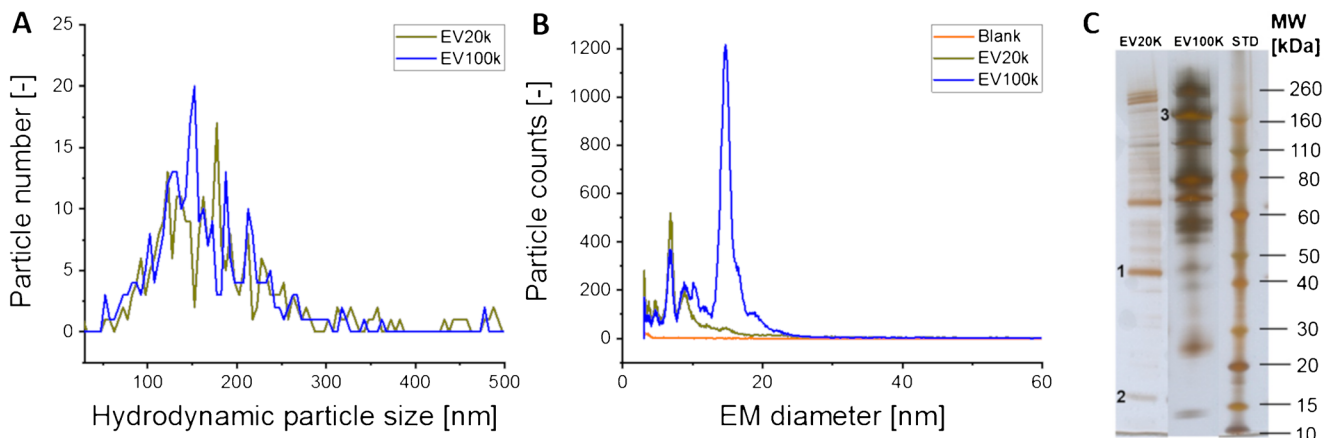 A
25
20
15
10
5
0
Particle number [-]
EV20k
EV100k
100
200
300
400
500
Hydrodynamic particle size [nm]
B
1200
1000
800
600
400
200
0
Particle counts [-]
Blank
EV20k
EV100k
0
20
40
60
EM diameter [nm]
C
EV20K EV100K STD
MW
[kDa]
1
2
3
260
160
110
80
60
50
40
30
20
15
10